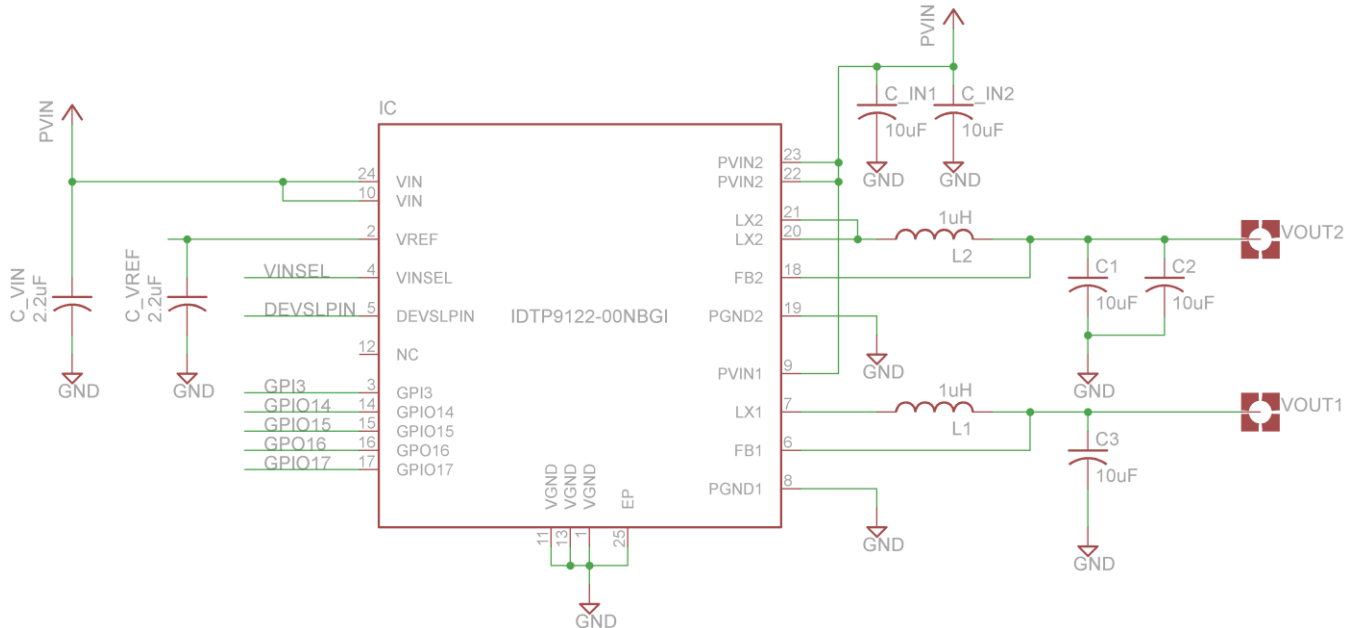 PVIN
C_VIN
2.2uF
GND
C_VREF
2.2uF
GND
VINSEL
DEVSLPIN
GPI3
GPIO14
GPIO15
GPO16
GPIO17
IC
24 VIN
10 VIN
2 VREF
4 VINSEL
5 DEVSLPIN
12 NC
3 GPI3
14 GPIO14
15 GPIO15
16 GPO16
17 GPIO17
IDTP9122-00NBGI
PVIN2 23
PVIN2 22
LX2 21
LX2 20
FB2 18
PGND2 19
PVIN1 9
LX1 7
FB1 6
PGND1 8
VGND 11
VGND 13
VGND 1
EP 25
GND
PVIN
C_IN1
10uF
GND
C_IN2
10uF
GND
1uH
L2
VOUT2
C1
10uF
C2
10uF
GND
GND
1uH
L1
VOUT1
C3
10uF
GND
GND